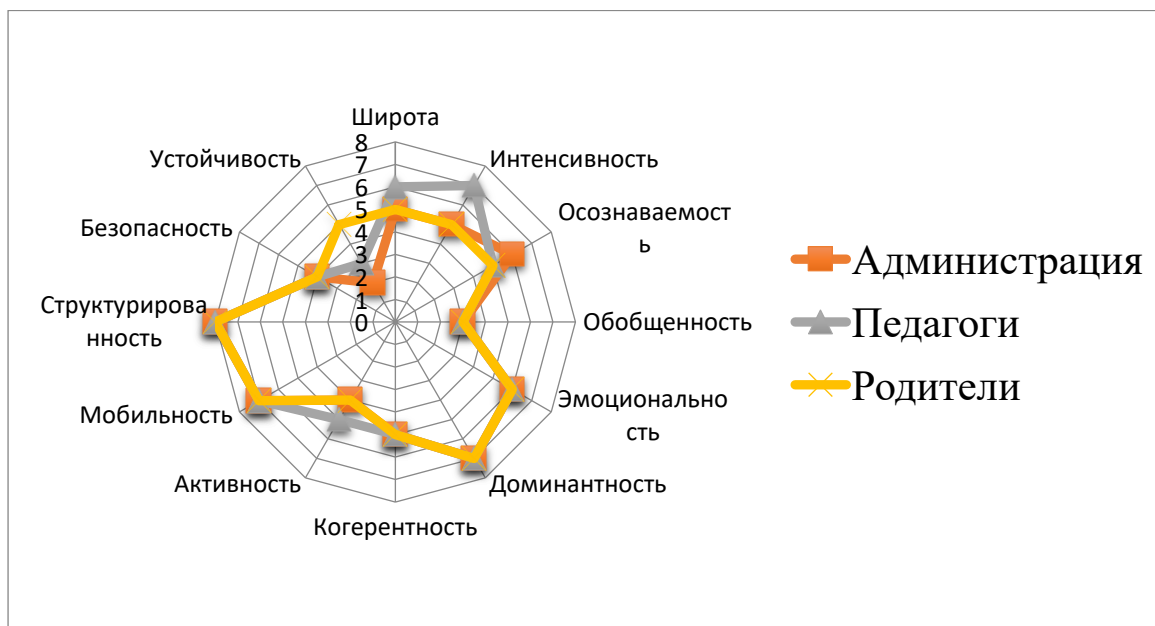 Широта
8
7
6
5
4
3
2
1
0
Интенсивность
Осознаваемост
ь
Обобщенность
Эмоционально
сть
Доминантность
Когерентность
Активность
Мобильность
Структурирова
нность
Безопасность
Устойчивость
Администрация
Педагоги
Родители